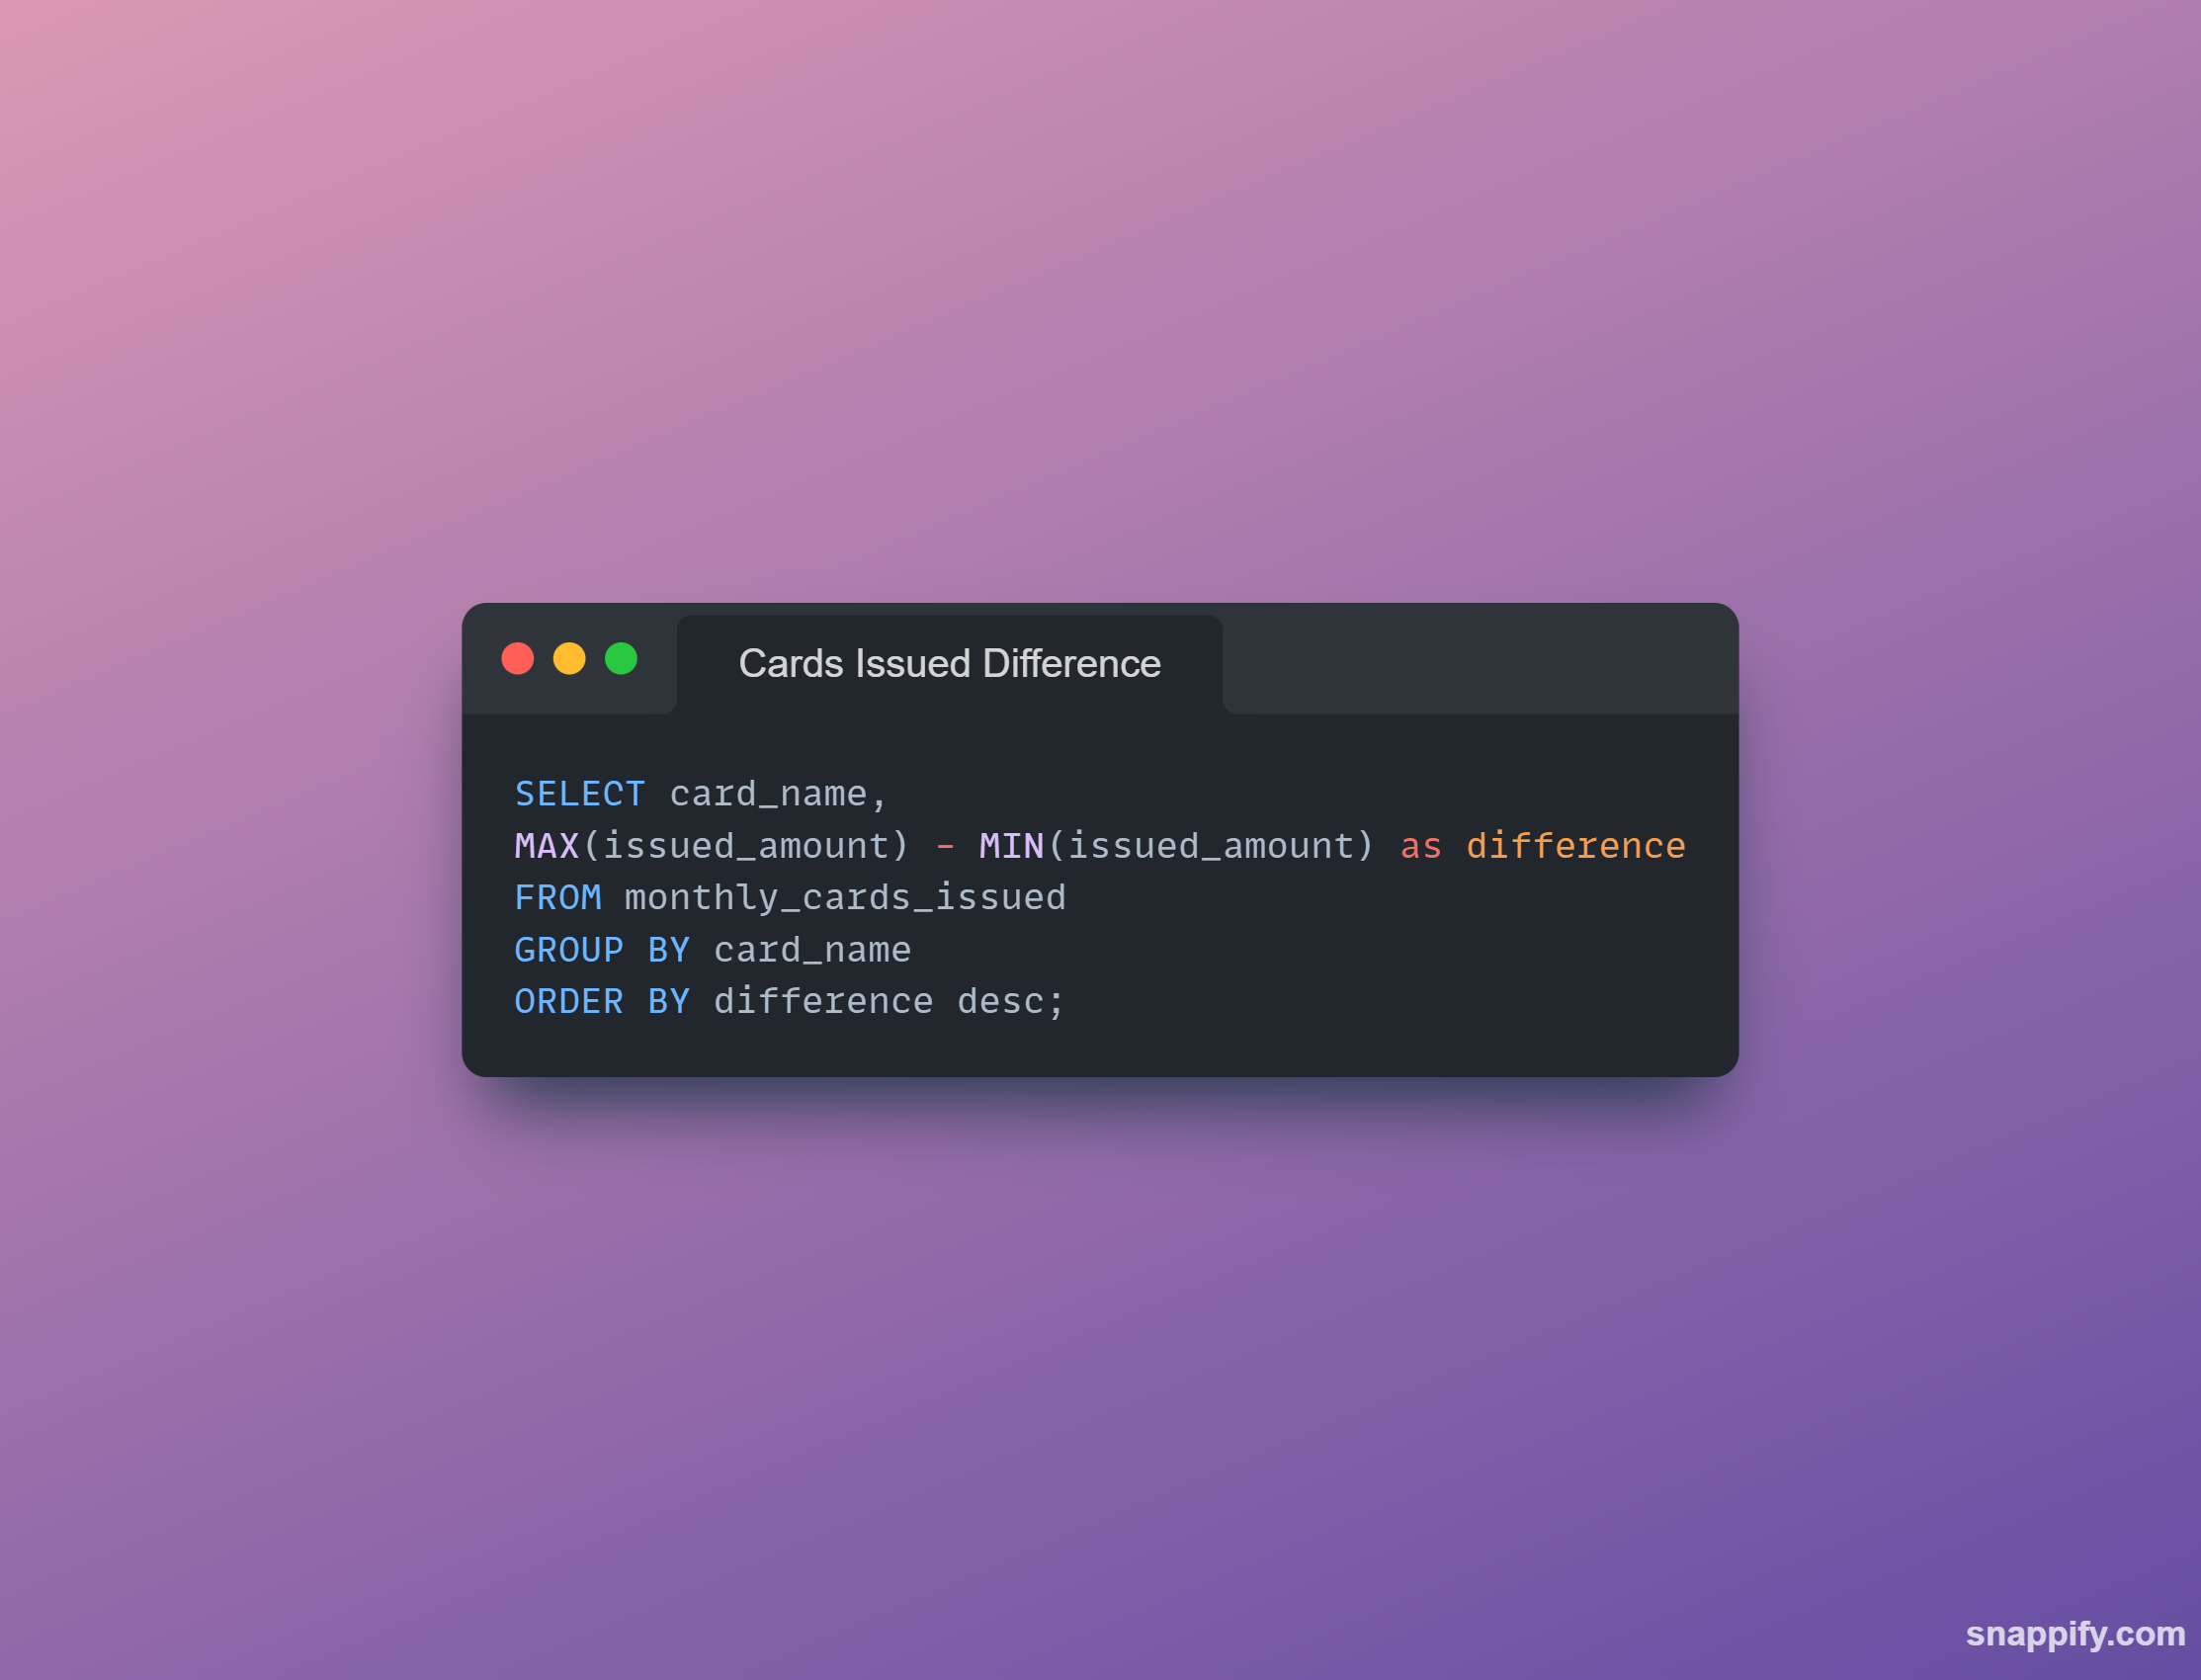 Cards Issued Difference
SELECT card_name,
MAX(issued_amount) - MIN(issued_amount) as difference
FROM monthly_cards_issued
GROUP BY card_name
ORDER BY difference desc;
snappify.com